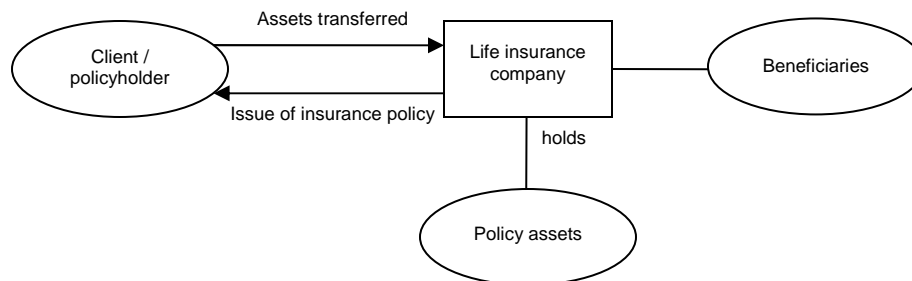 Assets transferred
Client /
policyholder
Life insurance
company
Beneficiaries
Issue of insurance policy
holds
Policy assets